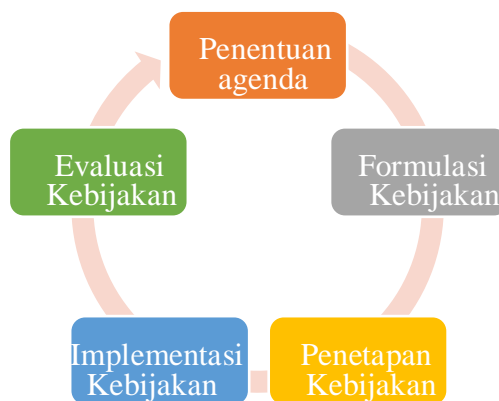 Penentuan
agenda
Formulasi
Kebijakan
Penetapan
Kebijakan
Implementasi
Kebijakan
Evaluasi
Kebijakan